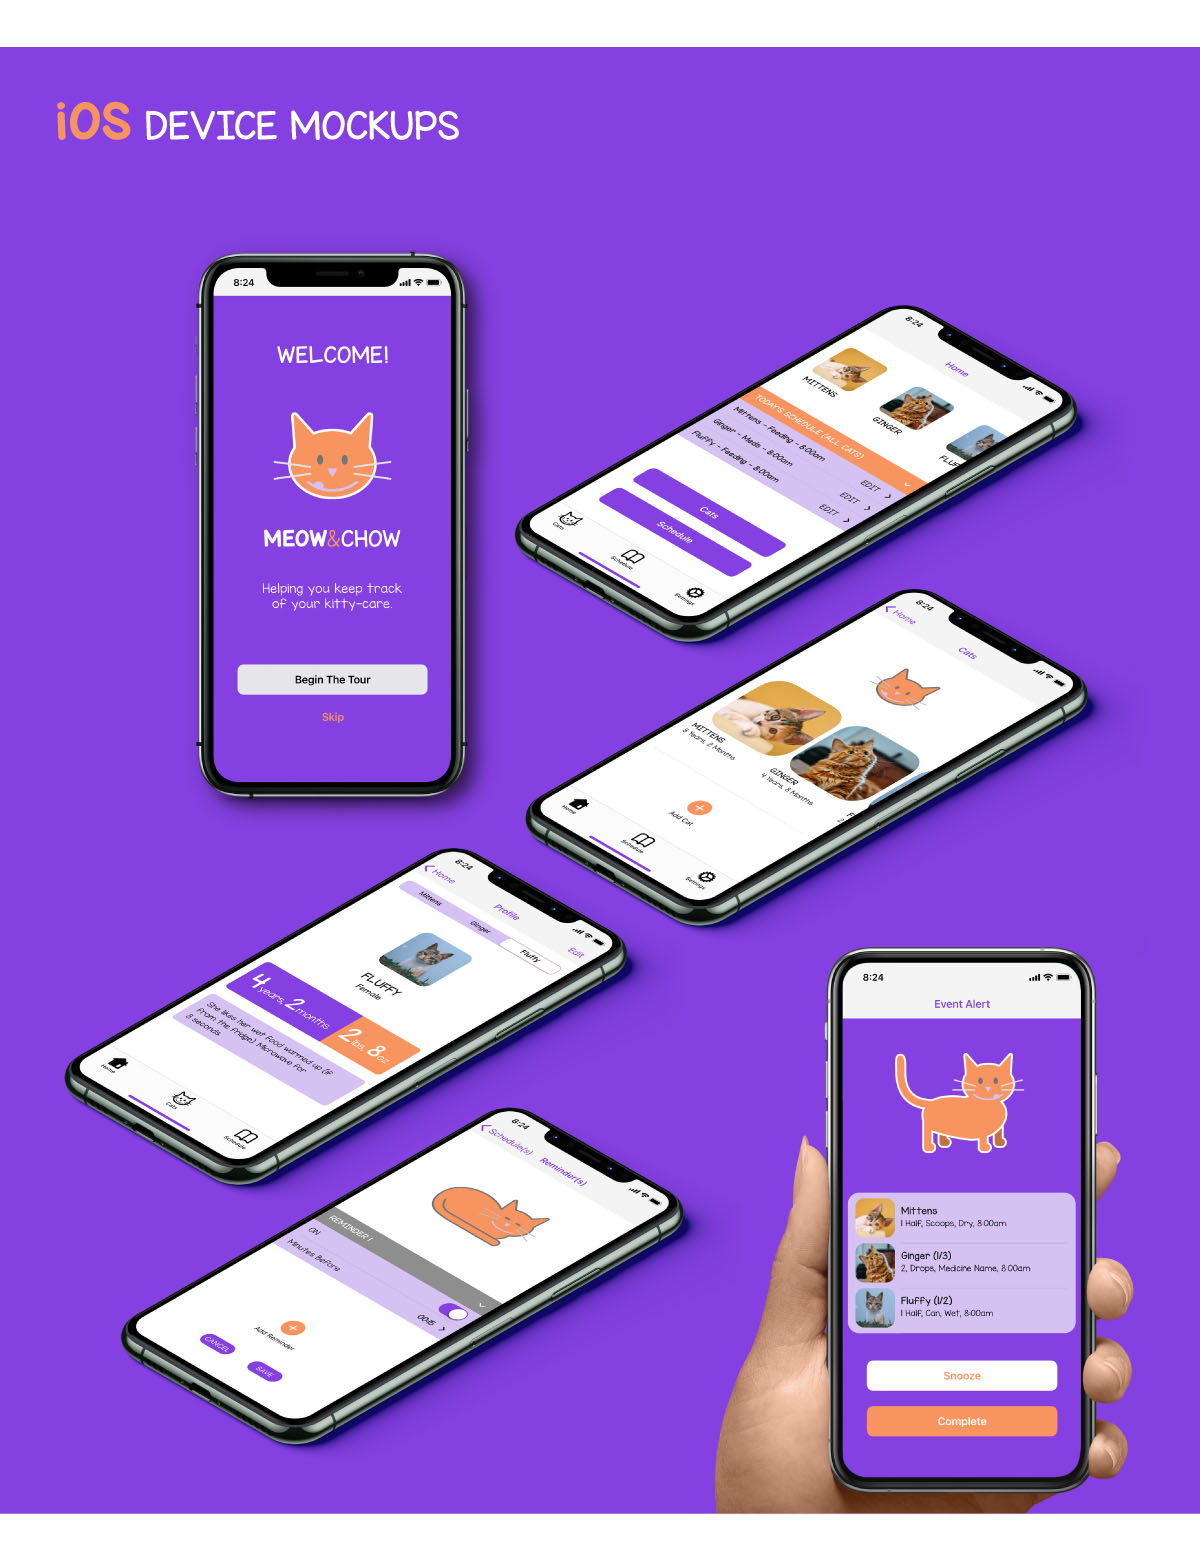 iOS DEVICE MOCKUPS
8:24
WELCOME!
MEOW&CHOW
Helping you keep track
of your kitty-care.
Begin The Tour
Skip
8:24
Home
MITTENS
GINGER
FLUF
TODAY'S SCHEDULE (ALL CATS)
Mittens - Feeding - 8:00am
EDIT
Ginger - Meds - 8:00am
EDIT
Fluffy - Feeding - 8:00am
EDIT
Cats
Schedule
Cats
Schedule
Settings
8:24
Home
Cats
MITTENS
8 Years, 2 Months
GINGER
4 Years, 8 Months
F
Add Cat
Home
Schedule
Settings
8:24
Home
Profile
Edit
Mittens
Ginger
Fluffy
FLUFFY
Female
4 years, 2 months
2 lbs, 8 oz
She likes her wet food warmed up (if
from the fridge). Microwave for
8 seconds.
Home
Cats
Schedule
8:24
Schedule(s)
Reminder(s)
REMINDER 1
ON
Minutes Before
00:15
Add Reminder
CANCEL
SAVE
8:24
Event Alert
Mittens
1 Half, Scoops, Dry, 8:00am
Ginger (1/3)
2, Drops, Medicine Name, 8:00am
Fluffy (1/2)
1 Half, Can, Wet, 8:00am
Snooze
Complete